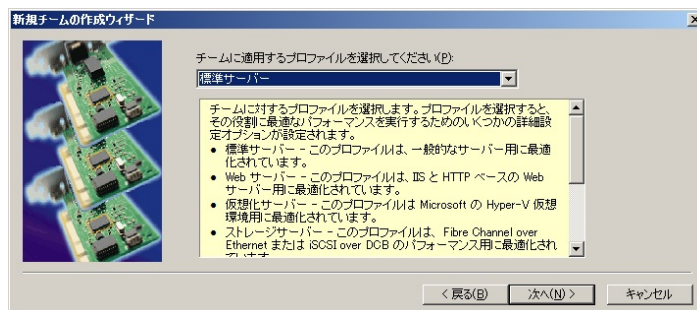 新規チームの作成ウィザード
チームに適用するプロファイルを選択してください(P):
標準サーバー
チームに対するプロファイルを選択します。プロファイルを選択すると、
その役割に最適なパフォーマンスを実行するためのいくつかの詳細設
定オプションが設定されます。
• 標準サーバー - このプロファイルは、一般的なサーバー用に最適
化されています。
• Web サーバー - このプロファイルは、IIS と HTTP ベースの Web
サーバー用に最適化されています。
• 仮想化サーバー - このプロファイルは Microsoft の Hyper-V 仮想
環境用に最適化されています。
• ストレージサーバー - このプロファイルは、Fibre Channel over
Ethernet または iSCSI over DCB のパフォーマンス用に最適化され
ています。
< 戻る(B)
次へ(N) >
キャンセル